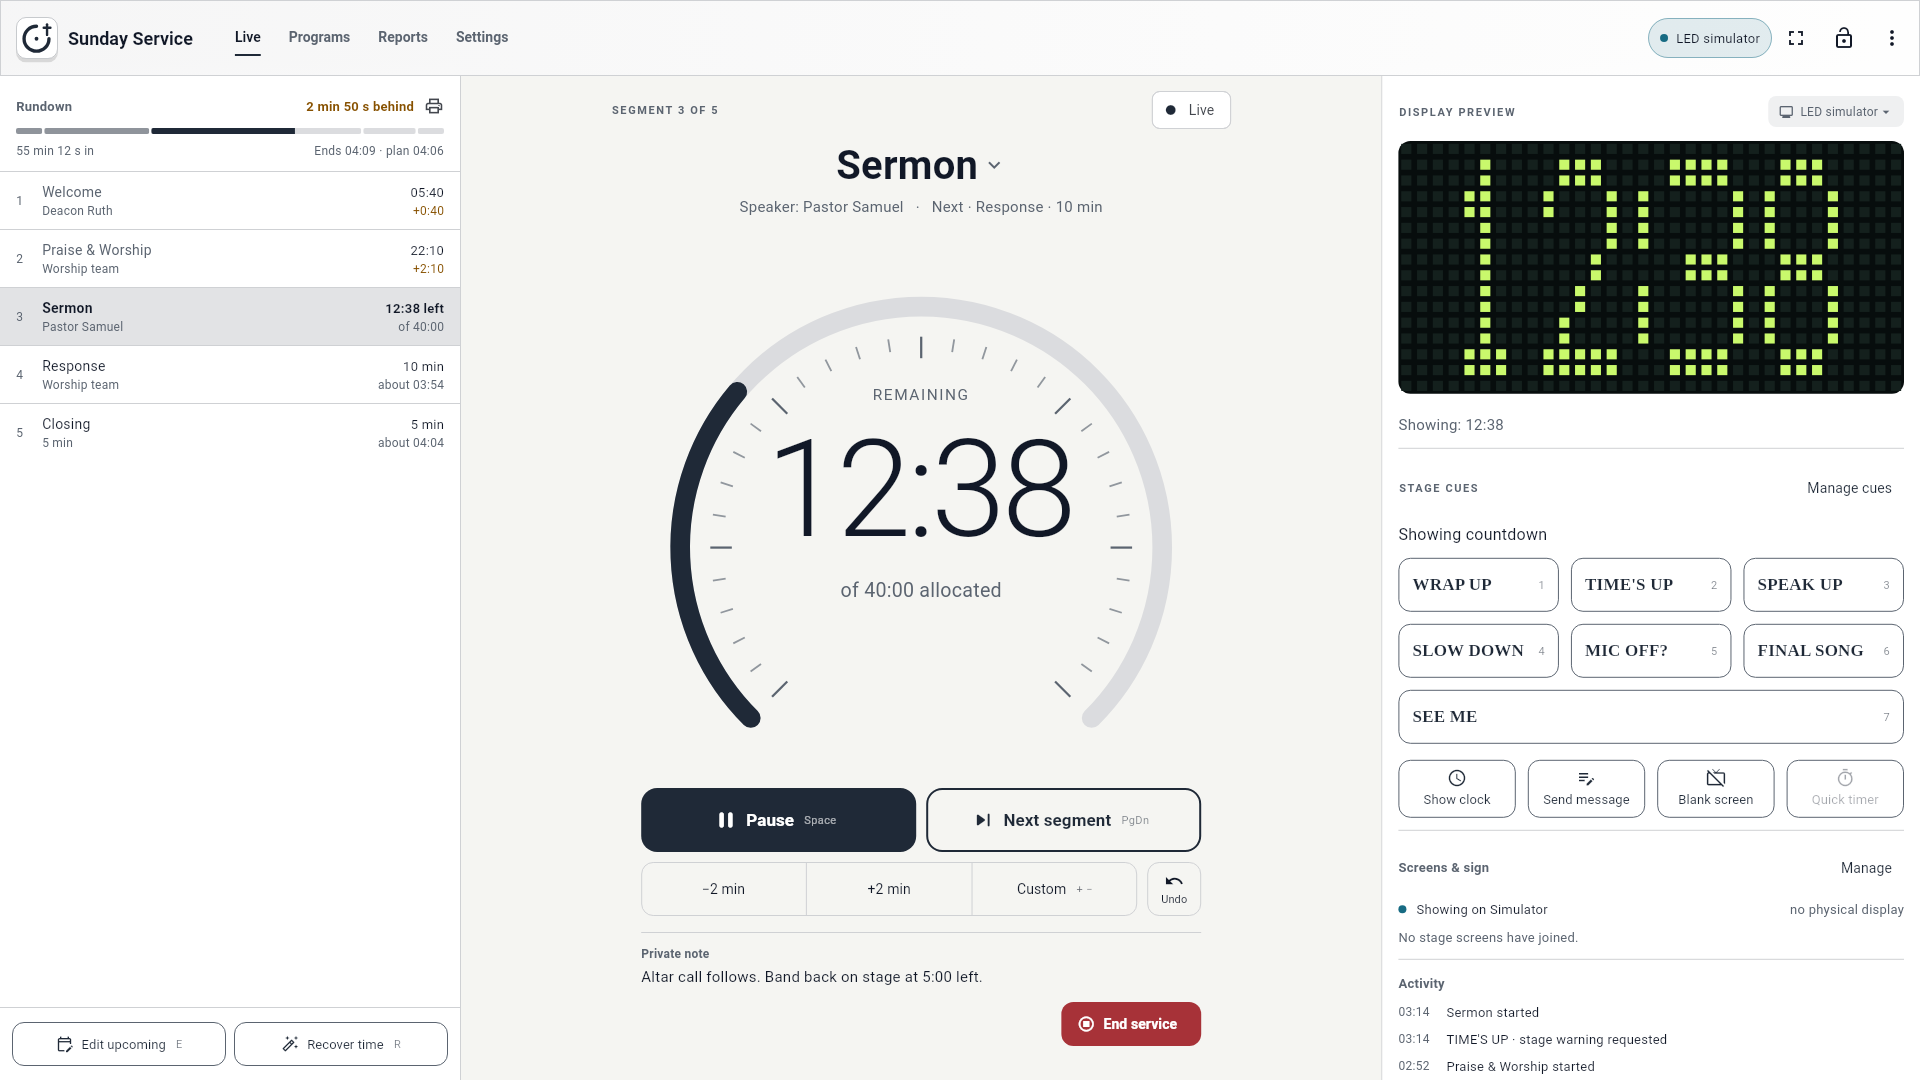 Sunday Service
Live
Programs
Reports
Settings
LED simulator
Rundown
2 min 50 s behind
55 min 12 s in
Ends 04:09 · plan 04:06
1
Welcome
05:40
Deacon Ruth
+0:40
2
Praise & Worship
22:10
Worship team
+2:10
3
Sermon
12:38 left
Pastor Samuel
of 40:00
4
Response
10 min
Worship team
about 03:54
5
Closing
5 min
5 min
about 04:04
Edit upcoming E
Recover time R
SEGMENT 3 OF 5
Live
Sermon
Speaker: Pastor Samuel · Next · Response · 10 min
REMAINING
12:38
of 40:00 allocated
Pause Space
Next segment PgDn
−2 min
+2 min
Custom + −
Undo
Private note
Altar call follows. Band back on stage at 5:00 left.
End service
DISPLAY PREVIEW
LED simulator
12:38
Showing: 12:38
STAGE CUES
Manage cues
Showing countdown
WRAP UP 1
TIME'S UP 2
SPEAK UP 3
SLOW DOWN 4
MIC OFF? 5
FINAL SONG 6
SEE ME 7
Show clock
Send message
Blank screen
Quick timer
Screens & sign
Manage
Showing on Simulator
no physical display
No stage screens have joined.
Activity
03:14 Sermon started
03:14 TIME'S UP · stage warning requested
02:52 Praise & Worship started